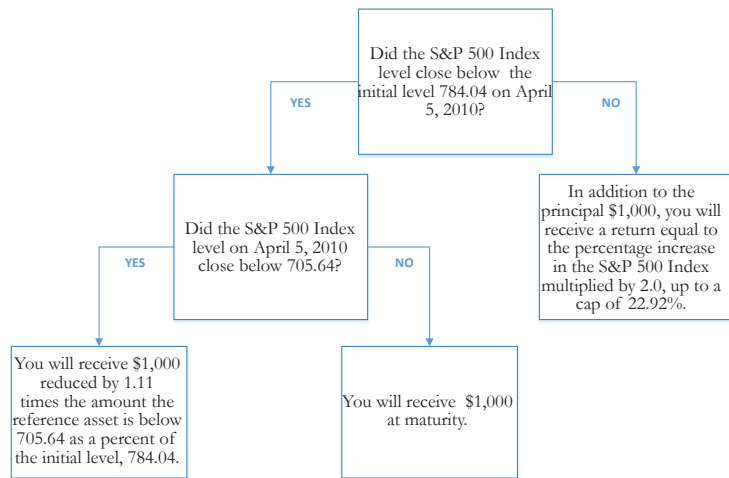 Did the S&P 500 Index
level close below the
initial level 784.04 on April
5, 2010?
YES
NO
Did the S&P 500 Index
level on April 5, 2010
close below 705.64?
In addition to the
principal $1,000, you will
receive a return equal to
the percentage increase
in the S&P 500 Index
multiplied by 2.0, up to a
cap of 22.92%.
YES
NO
You will receive $1,000
reduced by 1.11
times the amount the
reference asset is below
705.64 as a percent of
the initial level, 784.04.
You will receive $1,000
at maturity.